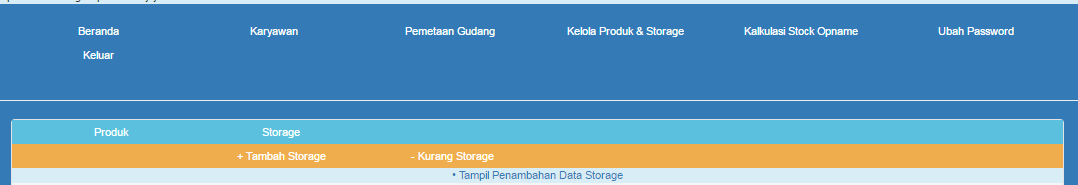 Beranda Karyawan Pemetaan Gudang Kelola Produk & Storage Kalkulasi Stock Opname Ubah Password
Keluar
Produk Storage
+ Tambah Storage - Kurang Storage
• Tampil Penambahan Data Storage